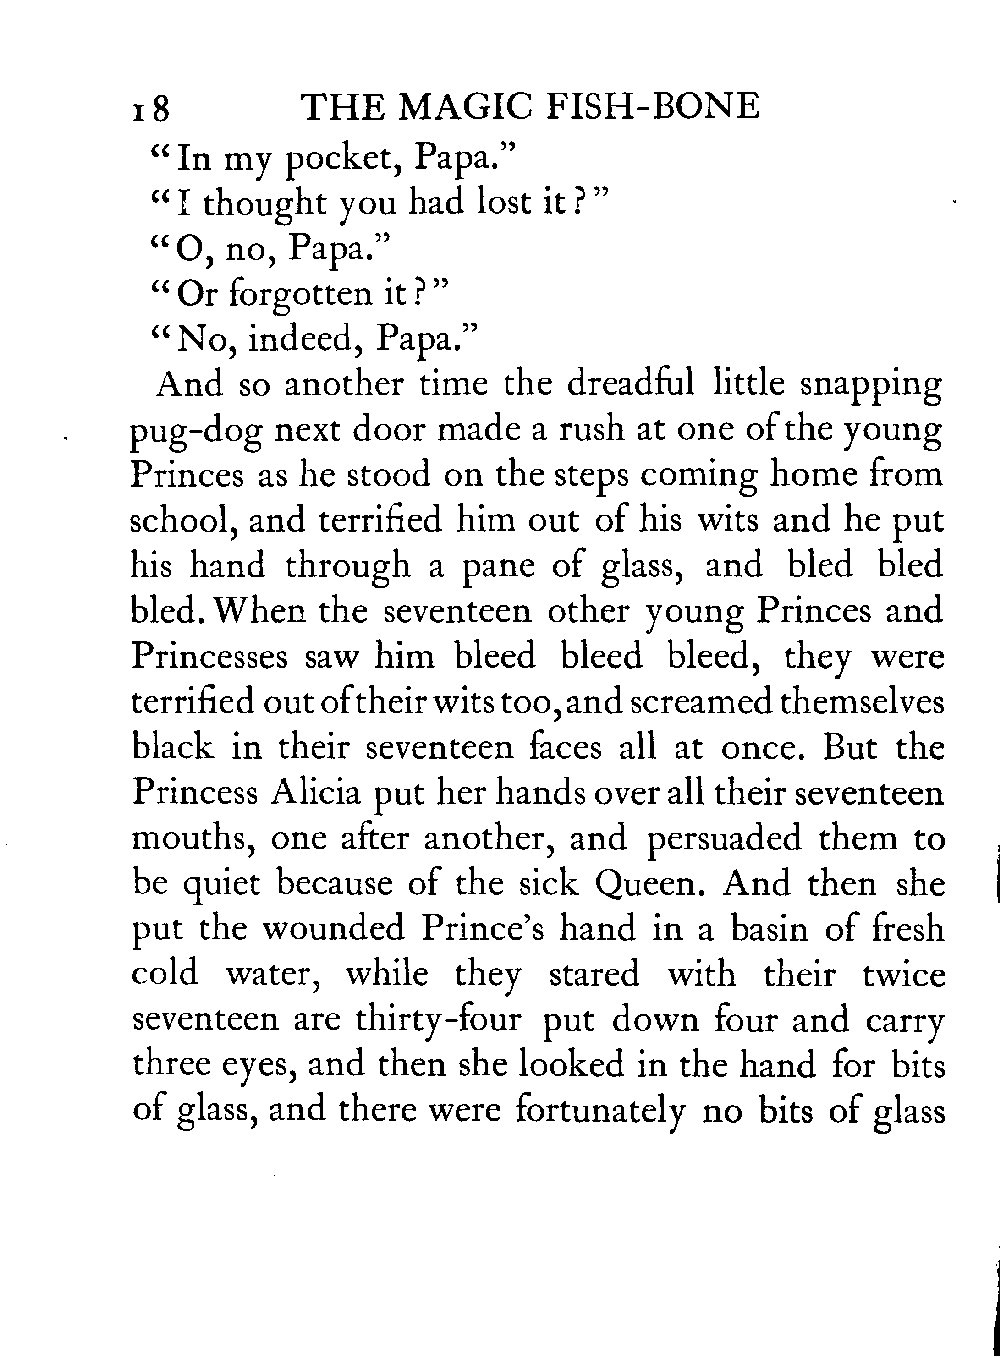 18 THE MAGIC FISH-BONE
“In my pocket, Papa.”
“I thought you had lost it?”
“O, no, Papa.”
“Or forgotten it?”
“No, indeed, Papa.”
And so another time the dreadful little snapping
pug-dog next door made a rush at one of the young
Princes as he stood on the steps coming home from
school, and terrified him out of his wits and he put
his hand through a pane of glass, and bled bled
bled. When the seventeen other young Princes and
Princesses saw him bleed bleed bleed, they were
terrified out of their wits too, and screamed themselves
black in their seventeen faces all at once. But the
Princess Alicia put her hands over all their seventeen
mouths, one after another, and persuaded them to
be quiet because of the sick Queen. And then she
put the wounded Prince’s hand in a basin of fresh
cold water, while they stared with their twice
seventeen are thirty-four put down four and carry
three eyes, and then she looked in the hand for bits
of glass, and there were fortunately no bits of glass